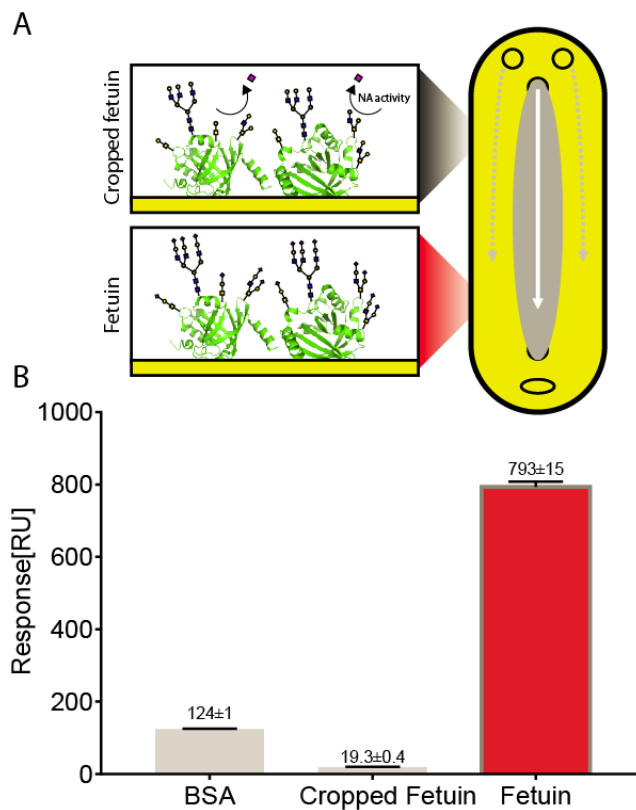 A
Cropped fetuin
NA activity
Fetuin
B
Response[RU]
1000
800
600
400
200
0
124±1
19.3±0.4
793±15
BSA
Cropped Fetuin
Fetuin